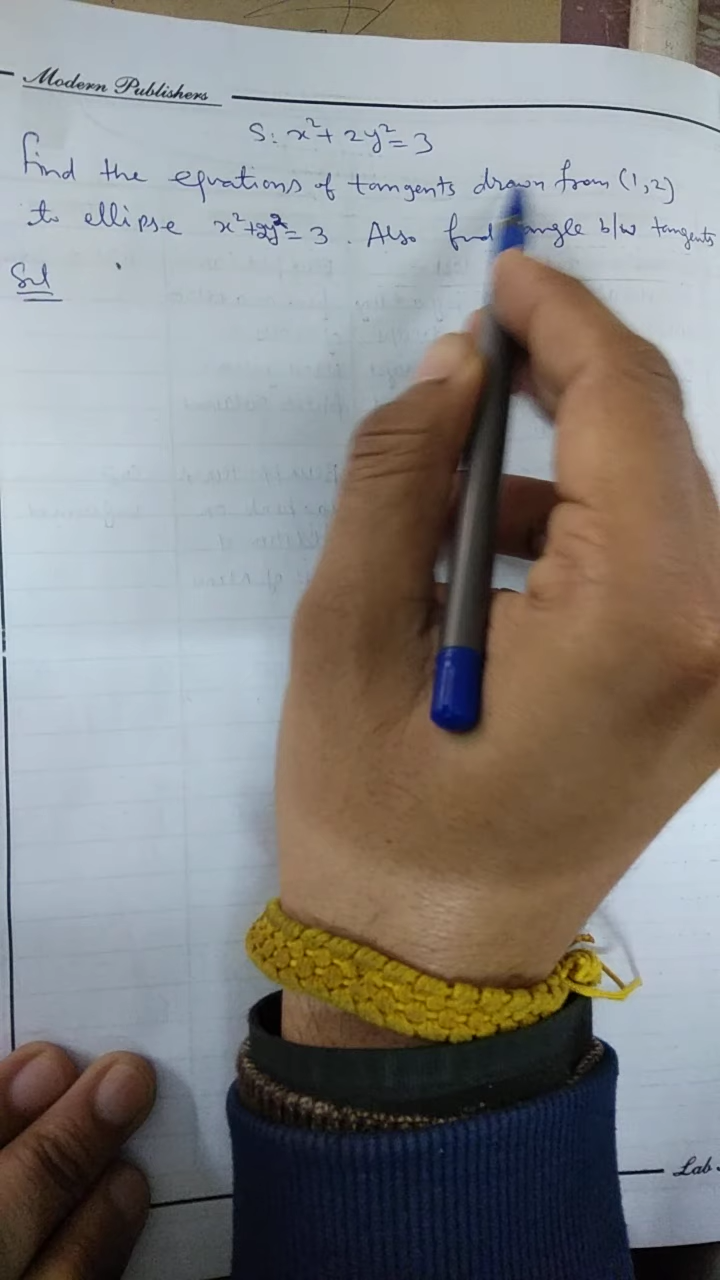 Modern Publishers
S: x²+ 2y²= 3
Find the equations of tangents drawn from (1,2)
to ellipse x²+2y²= 3. Also find angle b/w tangents
Sol
Lab